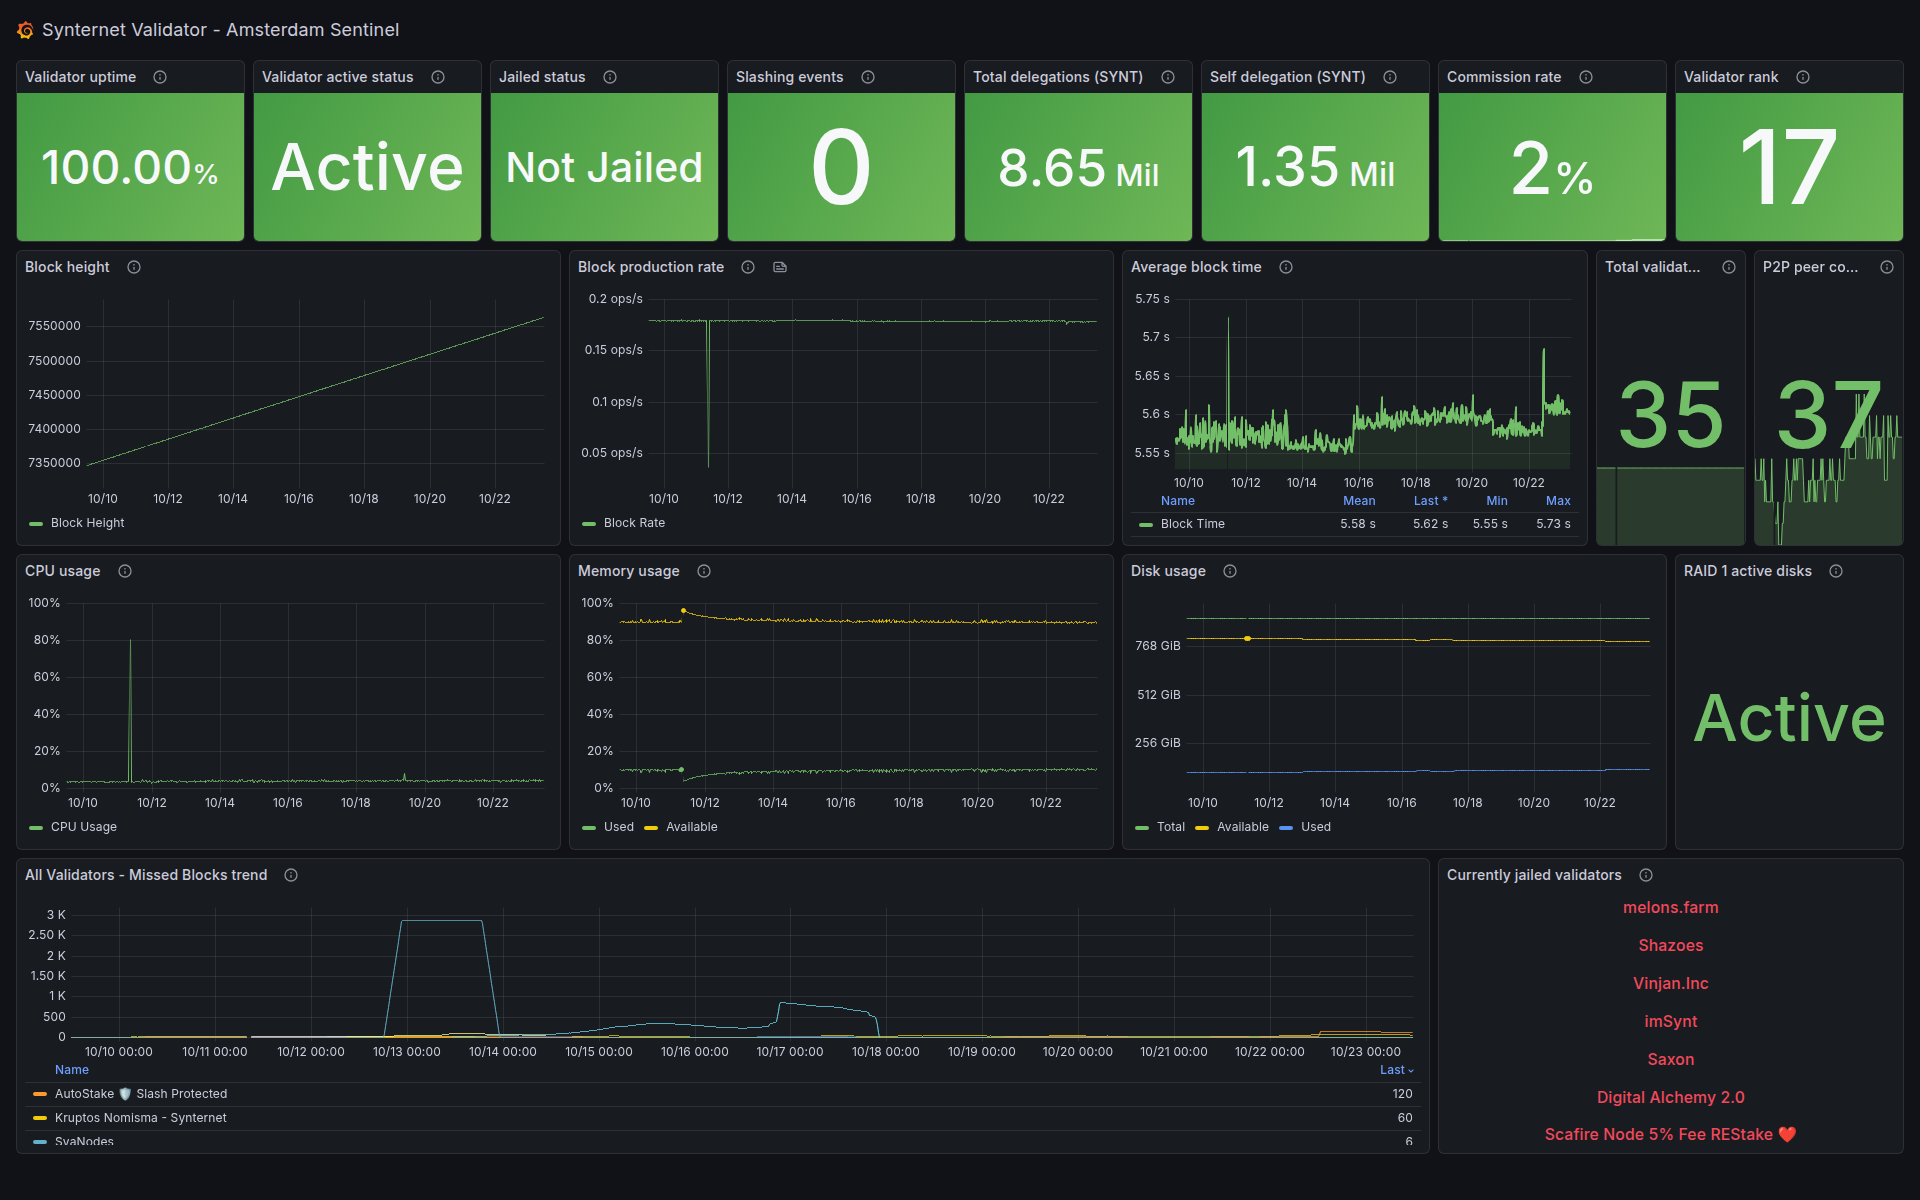 Synternet Validator - Amsterdam Sentinel
Validator uptime
Validator active status
Jailed status
Slashing events
Total delegations (SYNT)
Self delegation (SYNT)
Commission rate
Validator rank
100.00%
Active
Not Jailed
0
8.65 Mil
1.35 Mil
2%
17
Block height
7550000
7500000
7450000
7400000
7350000
10/10 10/12 10/14 10/16 10/18 10/20 10/22
Block Height
Block production rate
0.2 ops/s
0.15 ops/s
0.1 ops/s
0.05 ops/s
10/10 10/12 10/14 10/16 10/18 10/20 10/22
Block Rate
Average block time
5.75 s
5.7 s
5.65 s
5.6 s
5.55 s
10/10 10/12 10/14 10/16 10/18 10/20 10/22
Name Mean Last * Min Max
Block Time 5.58 s 5.62 s 5.55 s 5.73 s
Total validat...
35
P2P peer co...
37
CPU usage
100%
80%
60%
40%
20%
0%
10/10 10/12 10/14 10/16 10/18 10/20 10/22
CPU Usage
Memory usage
100%
80%
60%
40%
20%
0%
10/10 10/12 10/14 10/16 10/18 10/20 10/22
Used Available
Disk usage
768 GiB
512 GiB
256 GiB
10/10 10/12 10/14 10/16 10/18 10/20 10/22
Total Available Used
RAID 1 active disks
Active
All Validators - Missed Blocks trend
3 K
2.50 K
2 K
1.50 K
1 K
500
0
10/10 00:00 10/11 00:00 10/12 00:00 10/13 00:00 10/14 00:00 10/15 00:00 10/16 00:00 10/17 00:00 10/18 00:00 10/19 00:00 10/20 00:00 10/21 00:00 10/22 00:00 10/23 00:00
Name Last
AutoStake 🛡️ Slash Protected 120
Kruptos Nomisma - Synternet 60
SvaNodes 6
Currently jailed validators
melons.farm
Shazoes
Vinjan.Inc
imSynt
Saxon
Digital Alchemy 2.0
Scafire Node 5% Fee REStake ❤️